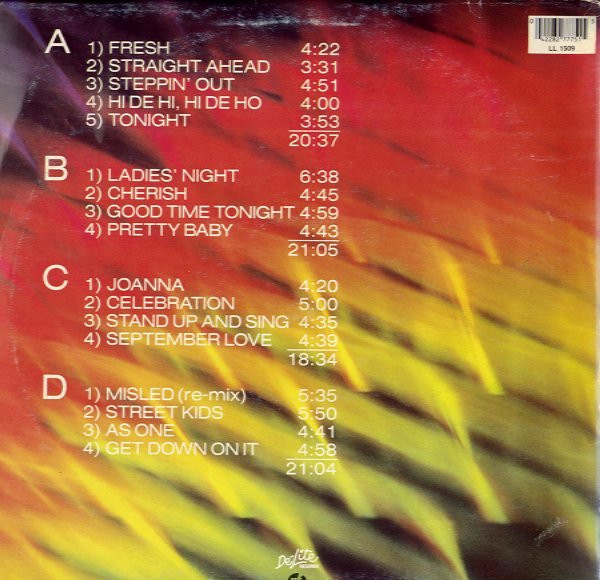 A
1) FRESH 4:22
2) STRAIGHT AHEAD 3:31
3) STEPPIN' OUT 4:51
4) HI DE HI, HI DE HO 4:00
5) TONIGHT 3:53
20:37
B
1) LADIES' NIGHT 6:38
2) CHERISH 4:45
3) GOOD TIME TONIGHT 4:59
4) PRETTY BABY 4:43
21:05
C
1) JOANNA 4:20
2) CELEBRATION 5:00
3) STAND UP AND SING 4:35
4) SEPTEMBER LOVE 4:39
18:34
D
1) MISLED (re-mix) 5:35
2) STREET KIDS 5:50
3) AS ONE 4:41
4) GET DOWN ON IT 4:58
21:04
LL 1509
De-Lite
RECORDS